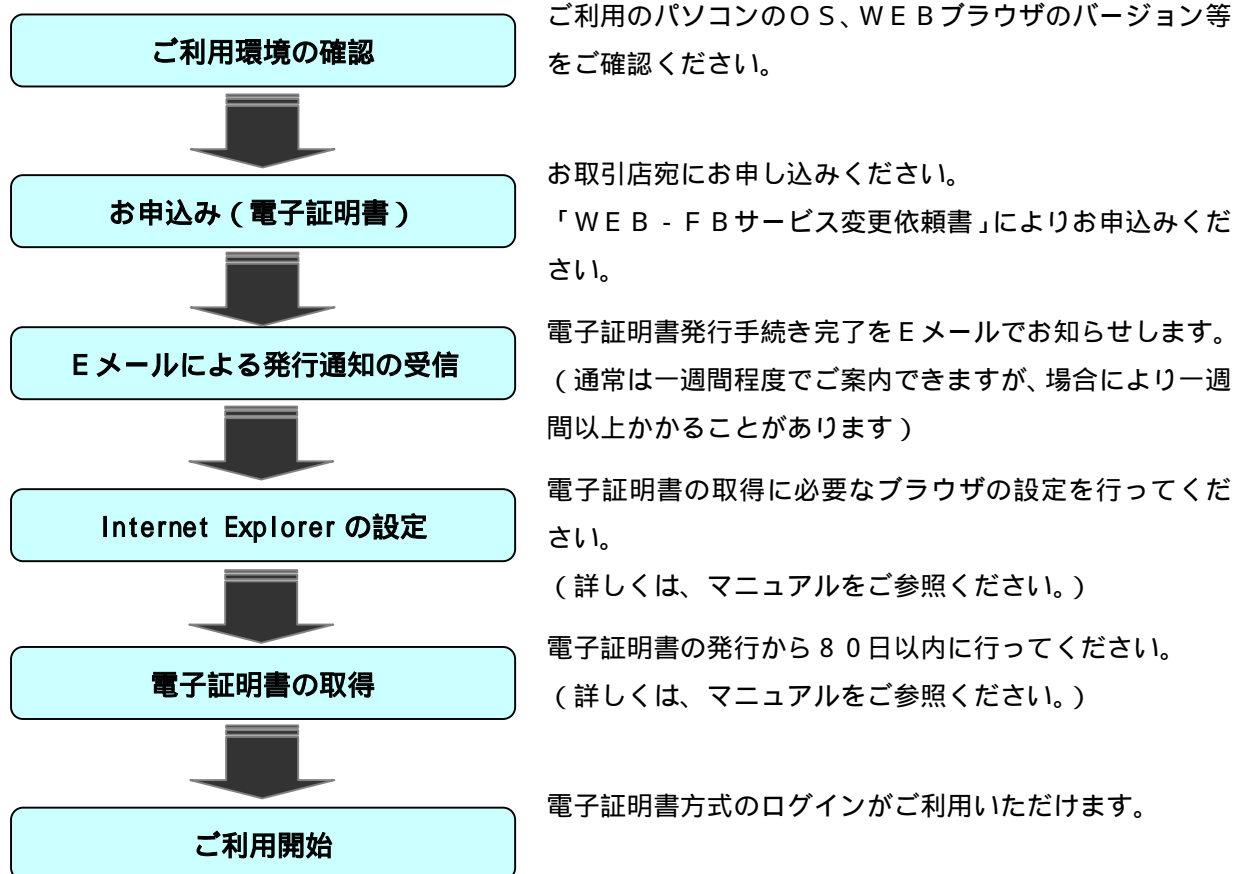 ご利用環境の確認
ご利用のパソコンのOS、WEBブラウザのバージョン等
をご確認ください。
お申込み(電子証明書)
お取引店宛にお申し込みください。
「WEB-FBサービス変更依頼書」によりお申込みくだ
さい。
Eメールによる発行通知の受信
電子証明書発行手続き完了をEメールでお知らせします。
(通常は一週間程度でご案内できますが、場合により一週
間以上かかることがあります)
Internet Explorer の設定
電子証明書の取得に必要なブラウザの設定を行ってくだ
さい。
(詳しくは、マニュアルをご参照ください。)
電子証明書の取得
電子証明書の発行から80日以内に行ってください。
(詳しくは、マニュアルをご参照ください。)
ご利用開始
電子証明書方式のログインがご利用いただけます。